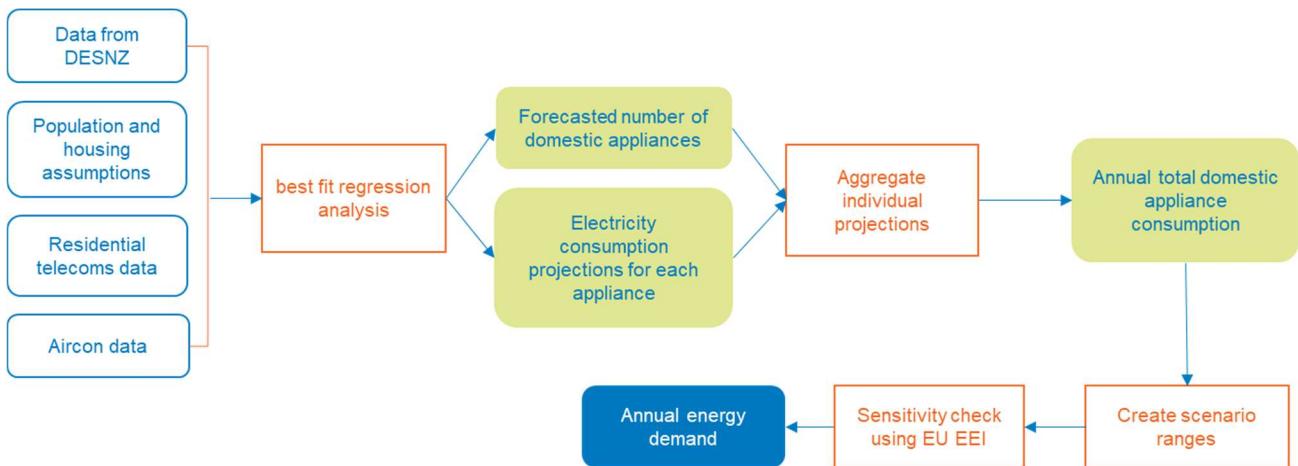 Data from
DESNZ
Population and
housing
assumptions
Residential
telecoms data
Aircon data
best fit regression
analysis
Forecasted number of
domestic appliances
Electricity
consumption
projections for each
appliance
Aggregate
individual
projections
Annual total domestic
appliance
consumption
Create scenario
ranges
Sensitivity check
using EU EEI
Annual energy
demand